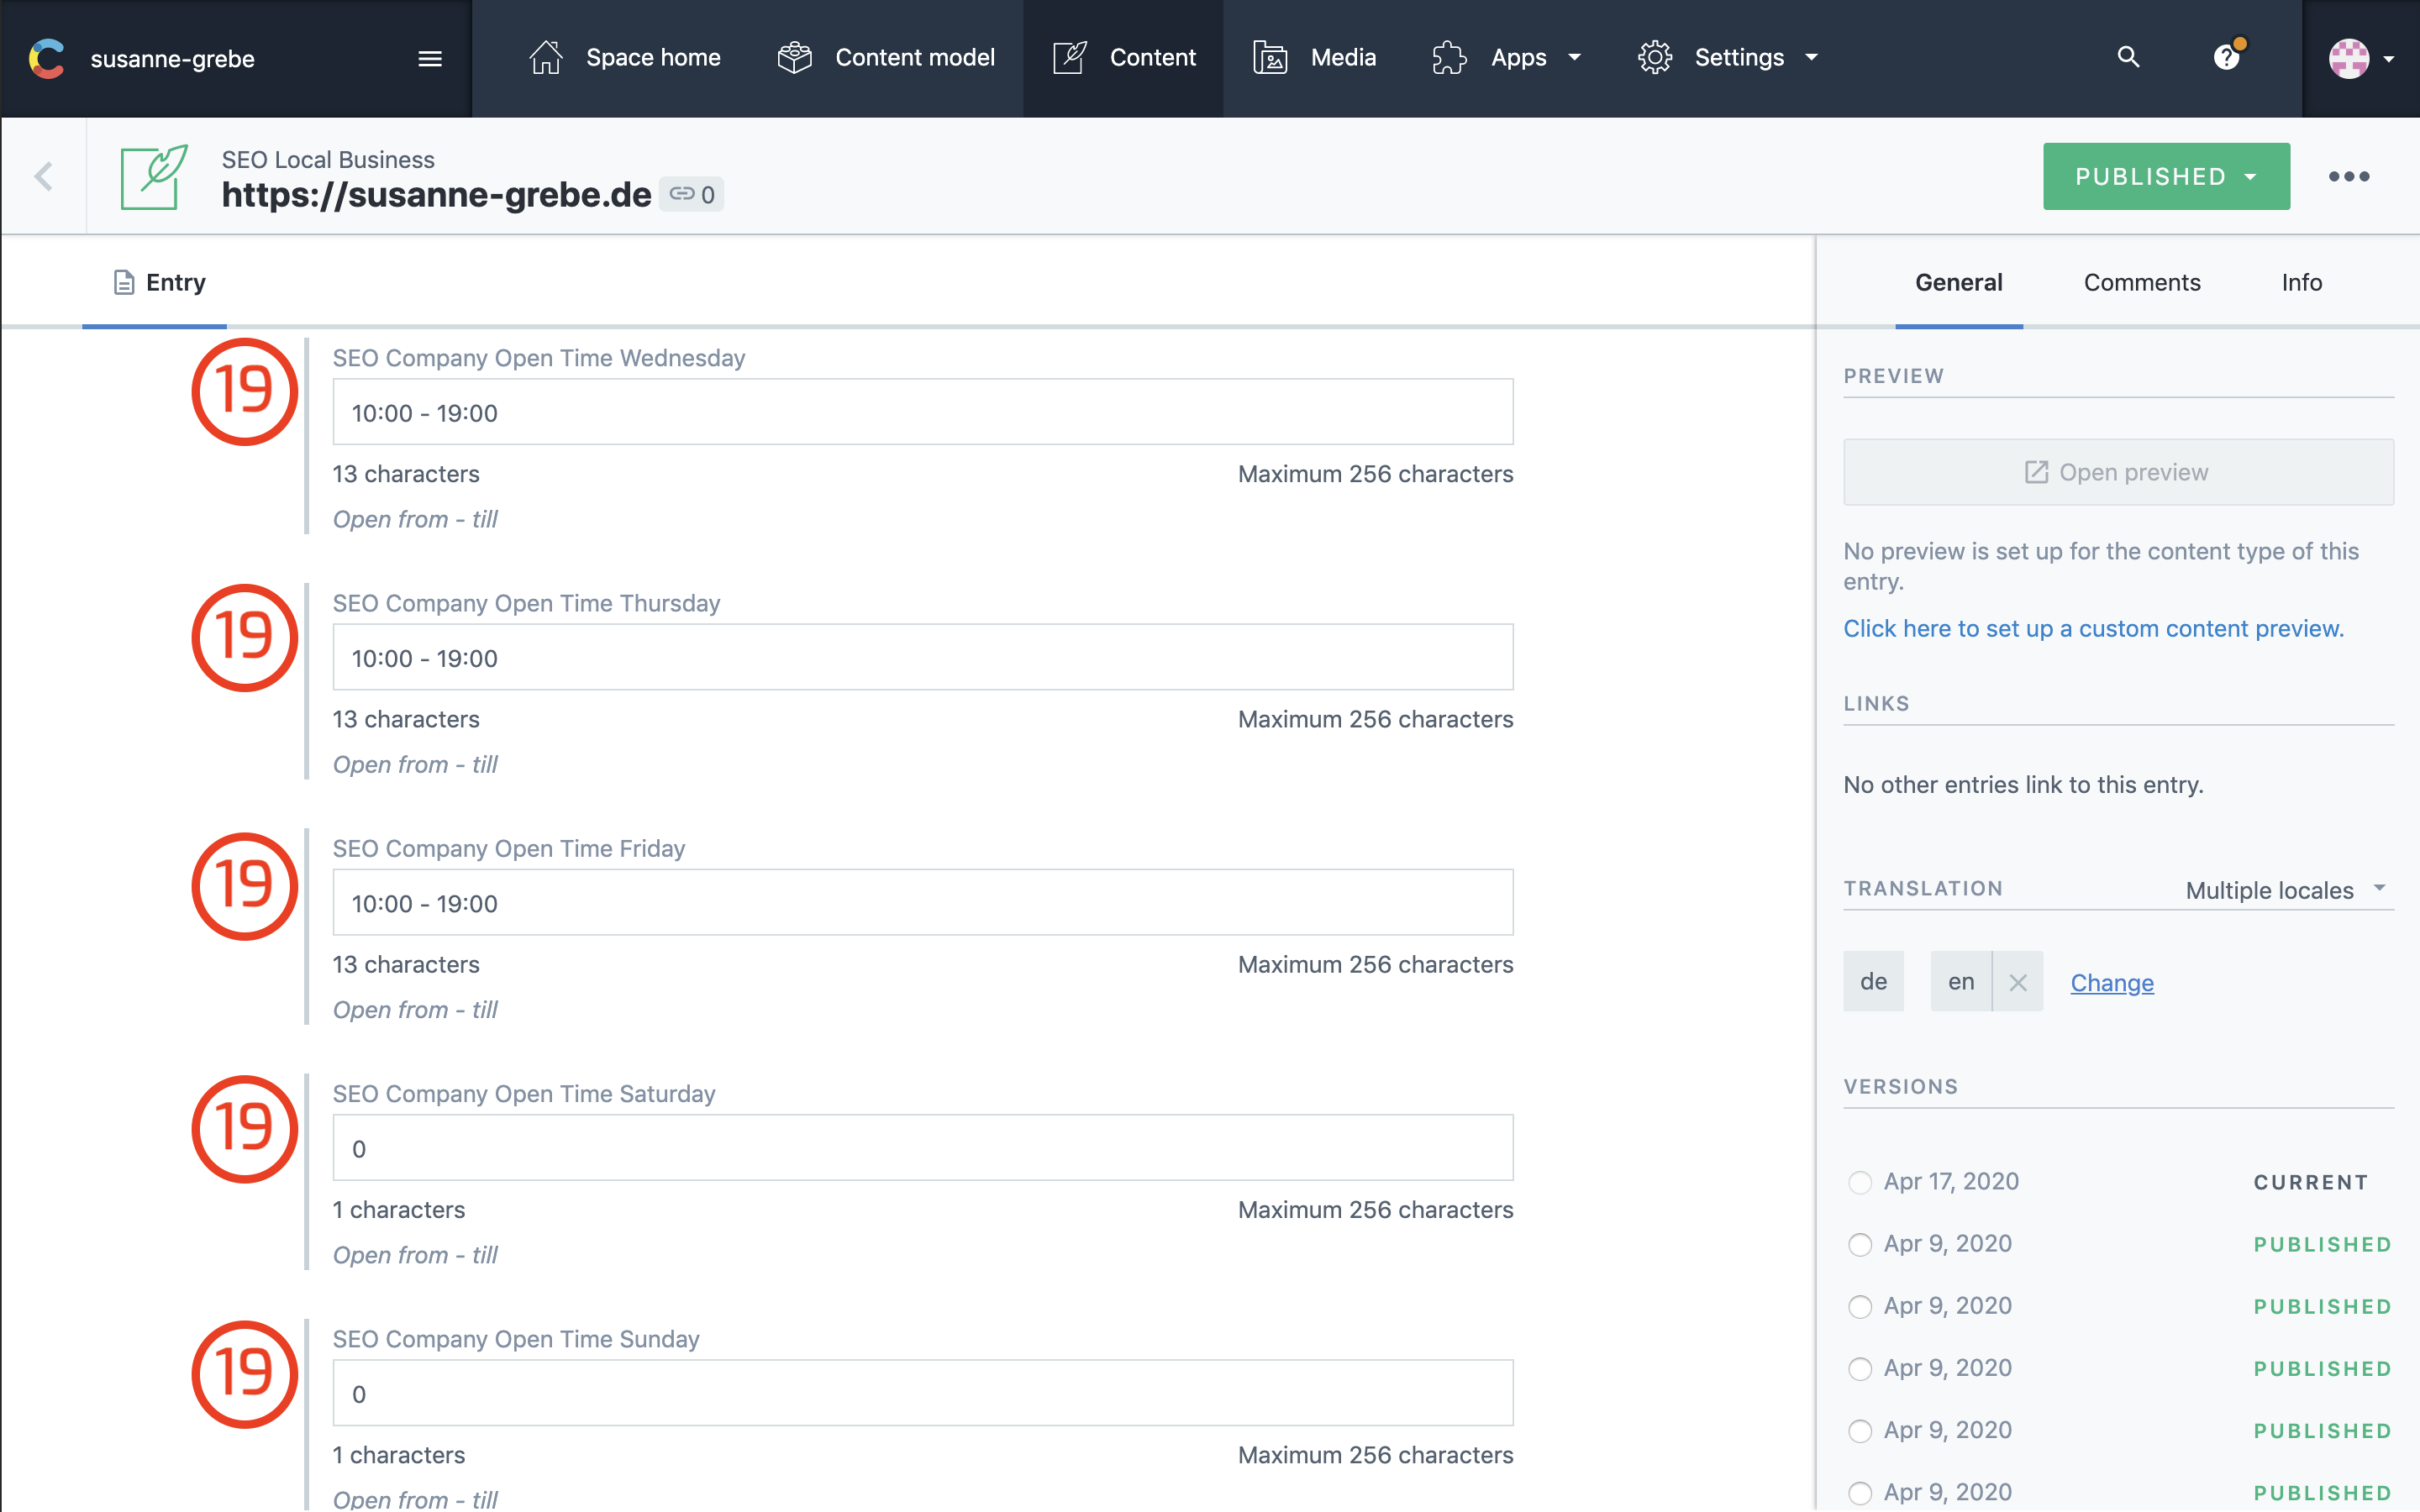 susanne-grebe
Space home
Content model
Content
Media
Apps
Settings
?
SEO Local Business
https://susanne-grebe.de 0
PUBLISHED
Entry
19
SEO Company Open Time Wednesday
10:00 - 19:00
13 characters Maximum 256 characters
Open from - till
19
SEO Company Open Time Thursday
10:00 - 19:00
13 characters Maximum 256 characters
Open from - till
19
SEO Company Open Time Friday
10:00 - 19:00
13 characters Maximum 256 characters
Open from - till
19
SEO Company Open Time Saturday
0
1 characters Maximum 256 characters
Open from - till
19
SEO Company Open Time Sunday
0
1 characters Maximum 256 characters
Open from - till
General Comments Info
PREVIEW
Open preview
No preview is set up for the content type of this
entry.
Click here to set up a custom content preview.
LINKS
No other entries link to this entry.
TRANSLATION Multiple locales
de en Change
VERSIONS
Apr 17, 2020 CURRENT
Apr 9, 2020 PUBLISHED
Apr 9, 2020 PUBLISHED
Apr 9, 2020 PUBLISHED
Apr 9, 2020 PUBLISHED
Apr 9, 2020 PUBLISHED